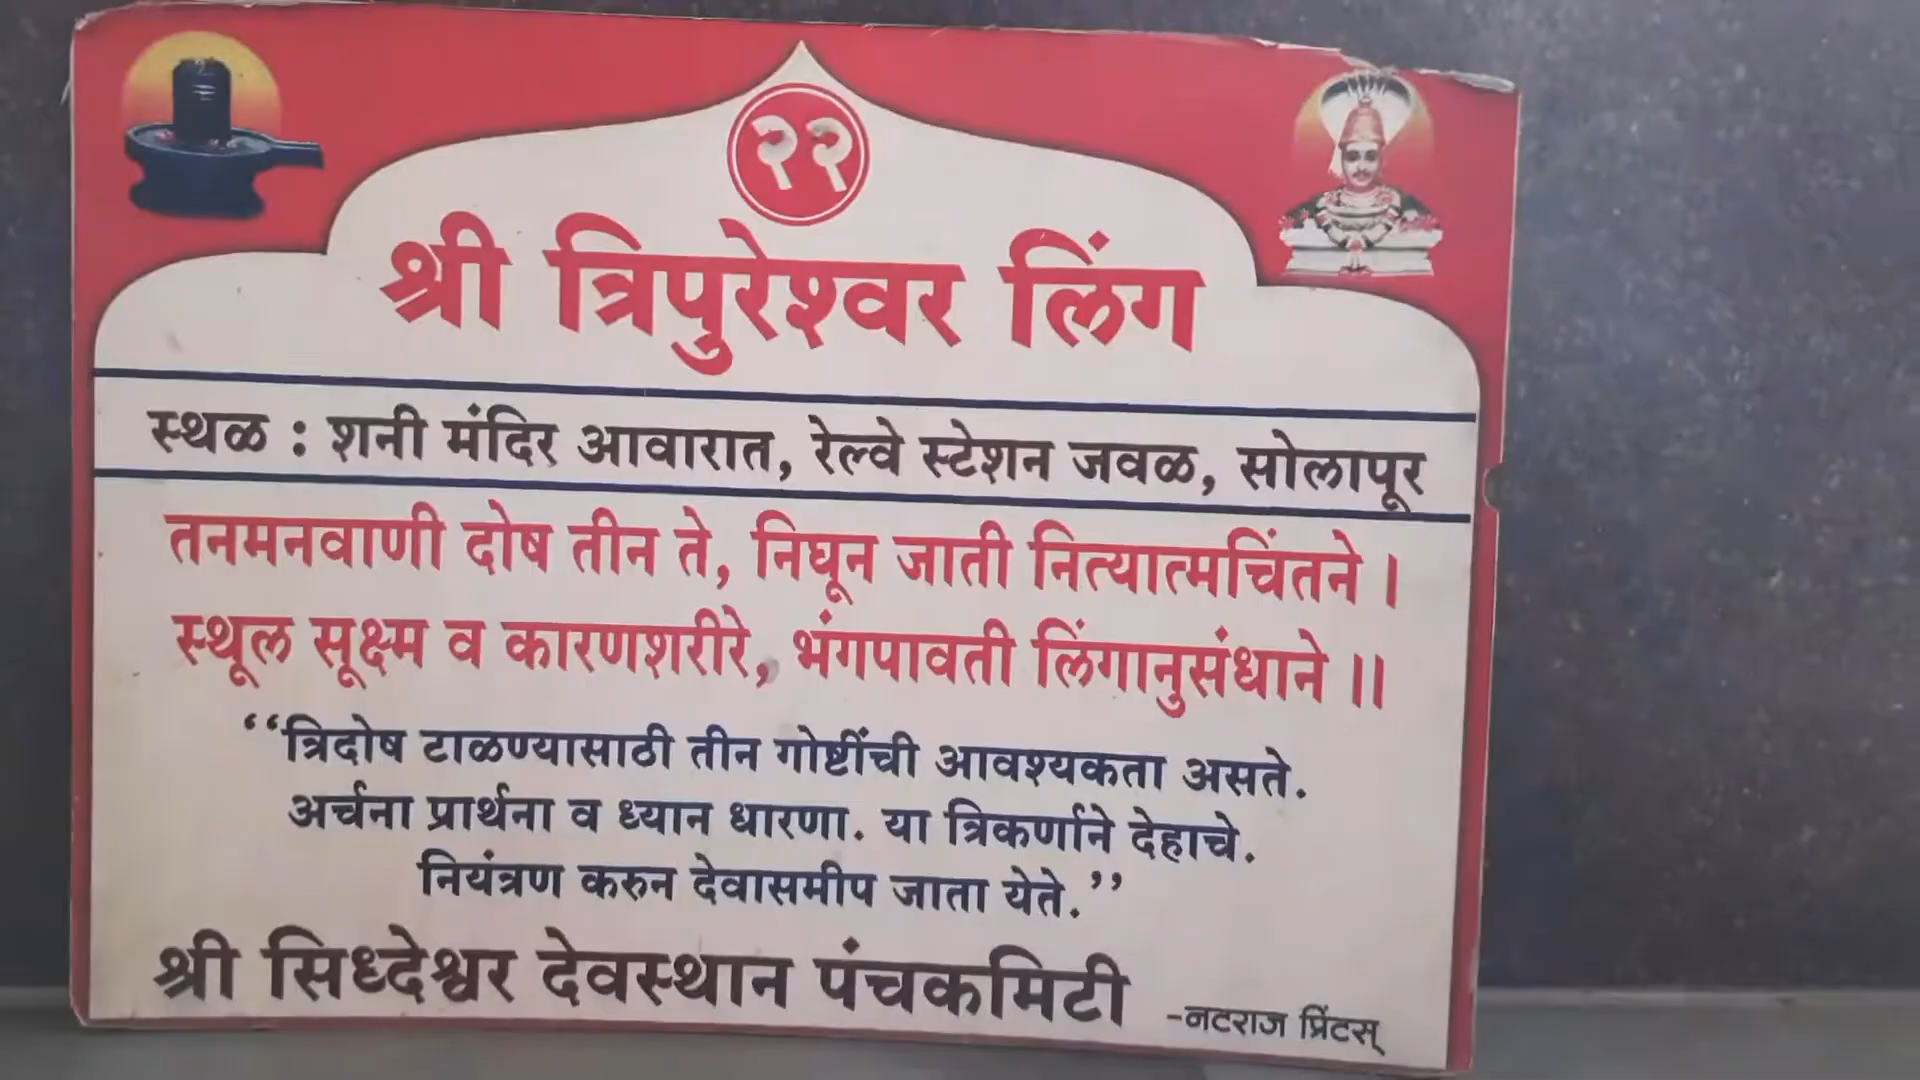 २२
श्री त्रिपुरेश्वर लिंग
स्थळ : शनी मंदिर आवारात, रेल्वे स्टेशन जवळ, सोलापूर
तनमनवाणी दोष तीन ते, निघून जाती नित्यात्मचिंतने ।
स्थूल सूक्ष्म व कारणशरीरे, भंगपावती लिंगानुसंधाने ।।
‘‘त्रिदोष टाळण्यासाठी तीन गोष्टींची आवश्यकता असते.
अर्चना प्रार्थना व ध्यान धारणा. या त्रिकर्णाने देहाचे.
नियंत्रण करुन देवासमीप जाता येते.’’
श्री सिध्देश्वर देवस्थान पंचकमिटी
-नटराज प्रिंटस्